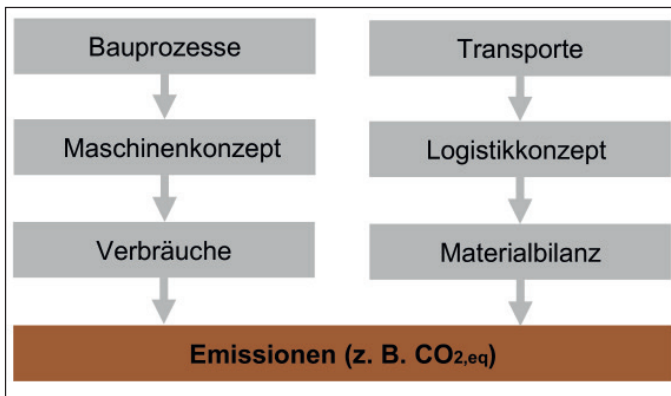 Bauprozesse
Transporte
Maschinenkonzept
Logistikkonzept
Verbräuche
Materialbilanz
Emissionen (z. B. CO2,eq)